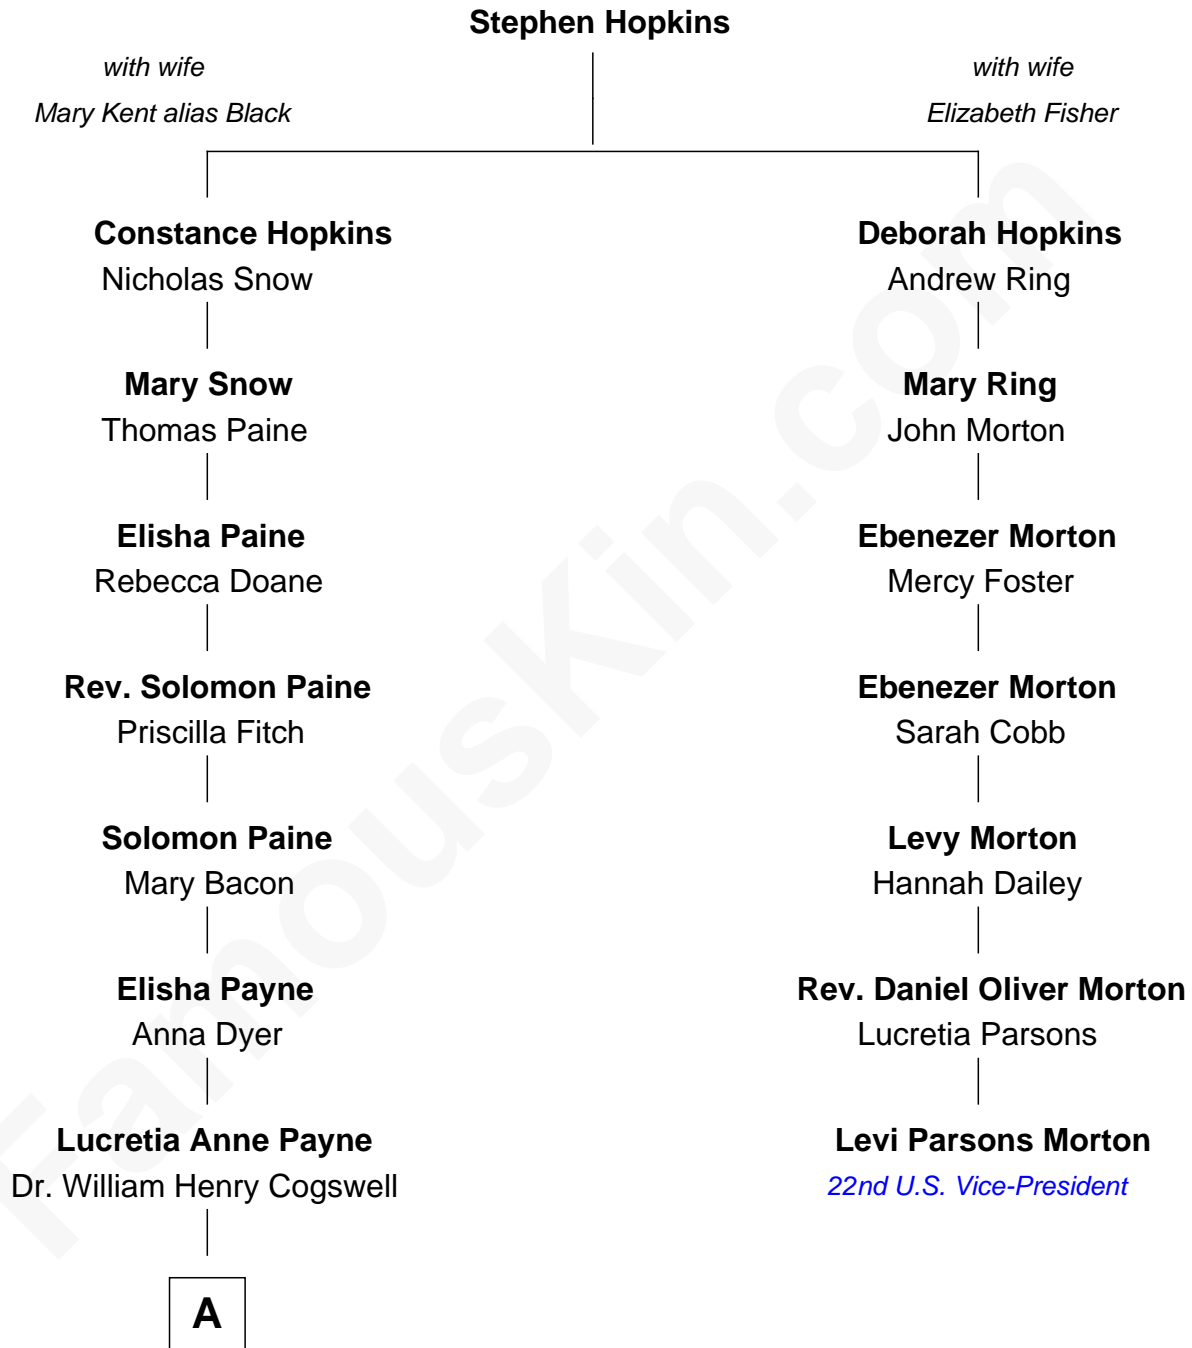 Stephen Hopkins
with wife
Mary Kent alias Black
with wife
Elizabeth Fisher
Constance Hopkins
Nicholas Snow
Deborah Hopkins
Andrew Ring
Mary Snow
Thomas Paine
Mary Ring
John Morton
Elisha Paine
Rebecca Doane
Ebenezer Morton
Mercy Foster
Rev. Solomon Paine
Priscilla Fitch
Ebenezer Morton
Sarah Cobb
Solomon Paine
Mary Bacon
Levy Morton
Hannah Dailey
Elisha Payne
Anna Dyer
Rev. Daniel Oliver Morton
Lucretia Parsons
Lucretia Anne Payne
Dr. William Henry Cogswell
Levi Parsons Morton
22nd U.S. Vice-President
A
FamousKin.com